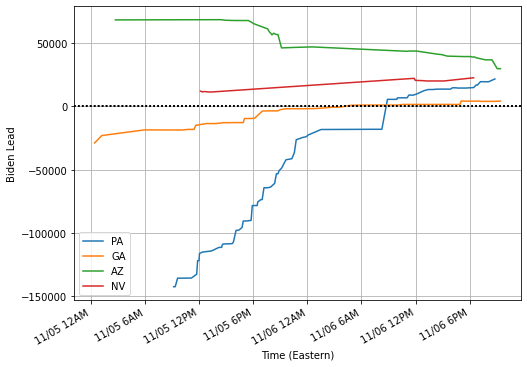 50000
0
−50000
−100000
−150000
Biden Lead
PA
GA
AZ
NV
11/05 12AM
11/05 6AM
11/05 12PM
11/05 6PM
11/06 12AM
11/06 6AM
11/06 12PM
11/06 6PM
Time (Eastern)